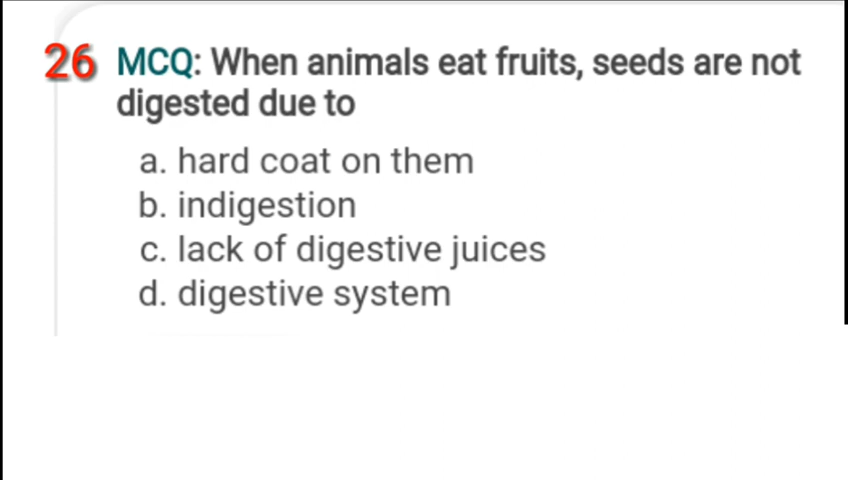 26 MCQ: When animals eat fruits, seeds are not
digested due to
a. hard coat on them
b. indigestion
c. lack of digestive juices
d. digestive system